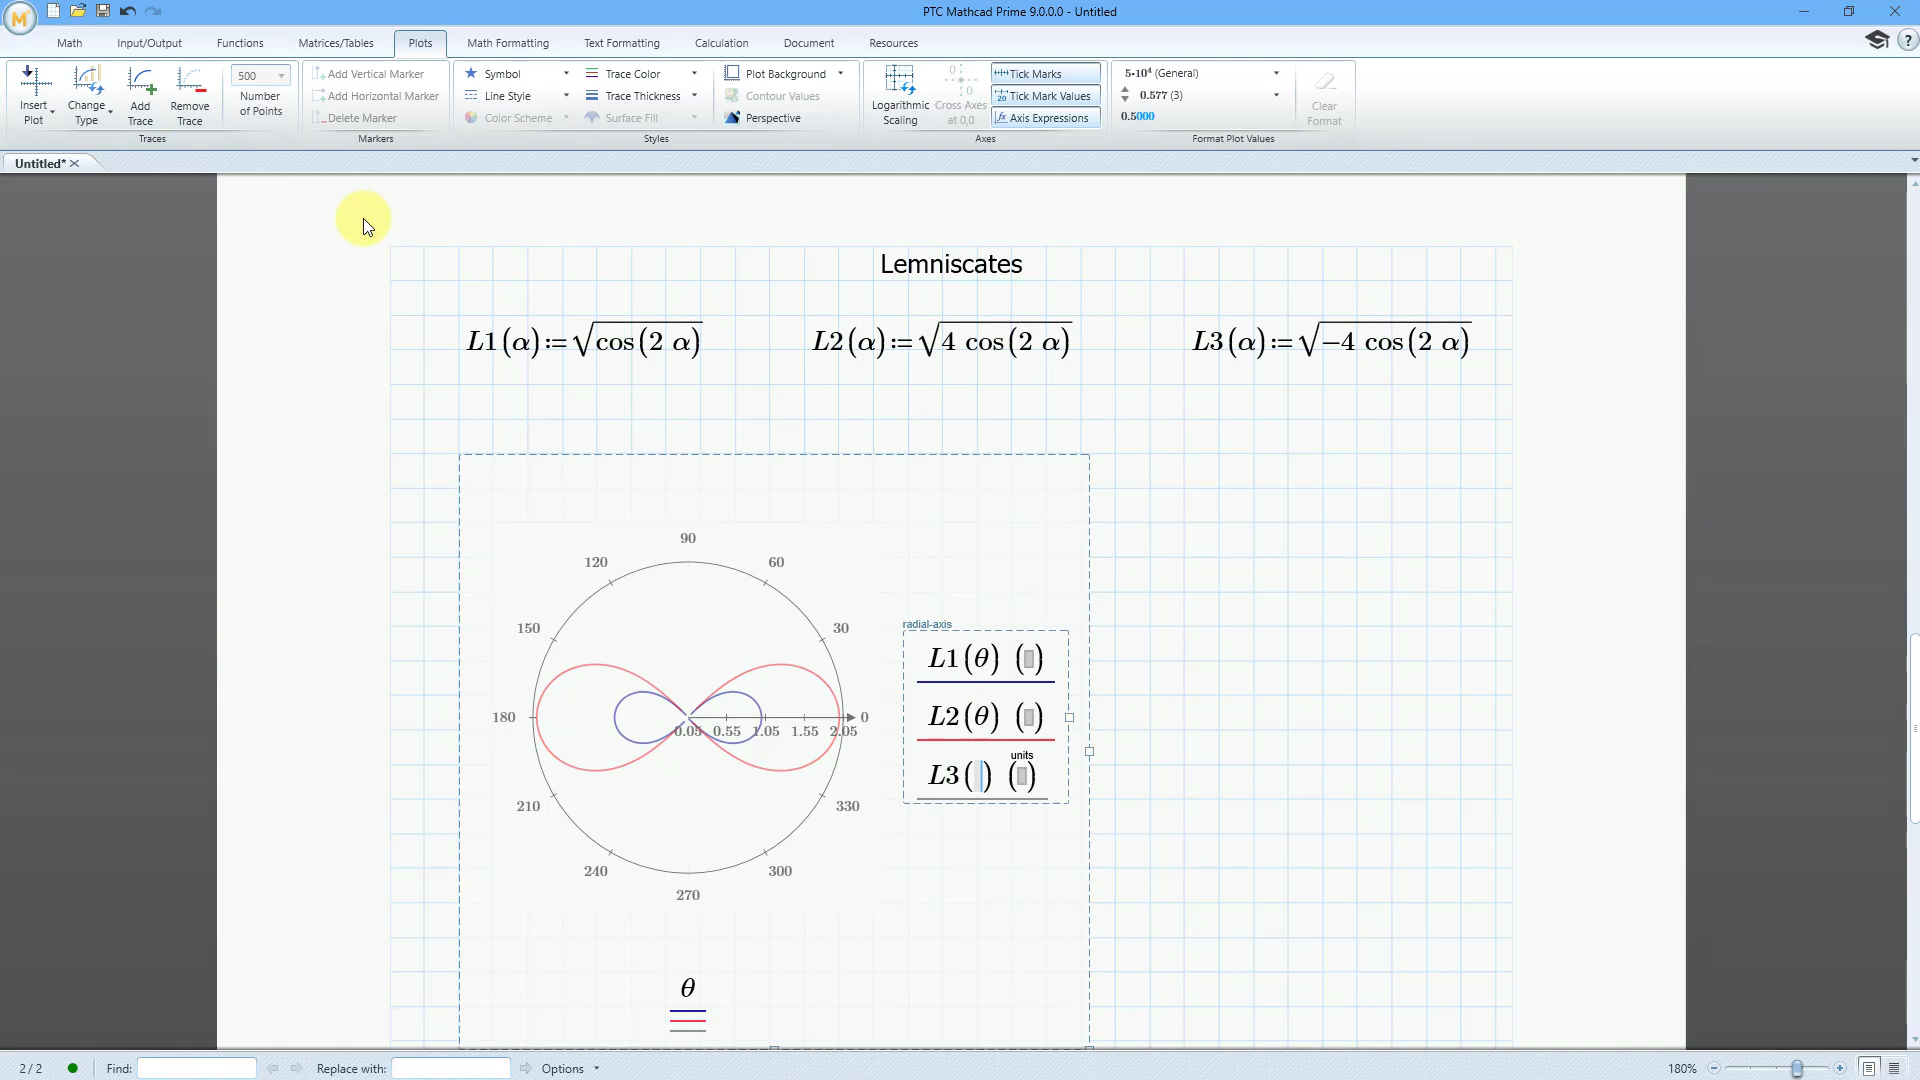 PTC Mathcad Prime 9.0.0.0 - Untitled
Math Input/Output Functions Matrices/Tables Plots Math Formatting Text Formatting Calculation Document Resources
Insert Plot
Change Type
Add Trace
Remove Trace
500
Number of Points
Traces
Add Vertical Marker
Add Horizontal Marker
Delete Marker
Markers
Symbol
Line Style
Color Scheme
Trace Color
Trace Thickness
Surface Fill
Plot Background
Contour Values
Perspective
Styles
Logarithmic Scaling
Cross Axes at 0,0
Tick Marks
Tick Mark Values
Axis Expressions
Axes
5•10⁴ (General)
0.577 (3)
0.5000
Clear Format
Format Plot Values
Untitled*
Lemniscates
L1(α):=√cos(2 α) L2(α):=√4 cos(2 α) L3(α):=√−4 cos(2 α)
90
120 60
150 30
180 0
0.05 0.55 1.05 1.55 2.05
210 330
240 300
270
radial-axis
L1(θ) ()
L2(θ) ()
units
L3() ()
θ
2 / 2 Find: Replace with: Options 180%